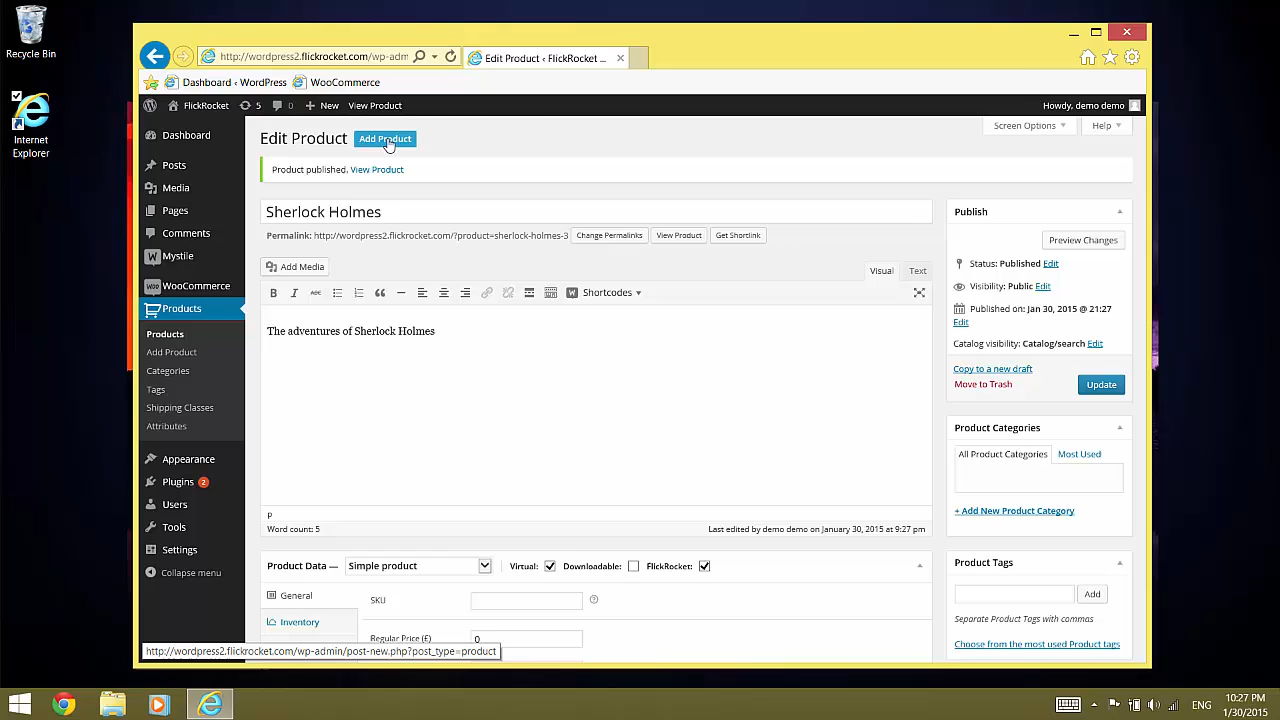 Recycle Bin
Internet
Explorer
http://wordpress2.flickrocket.com/wp-adm
Edit Product ‹ FlickRocket ...
Dashboard ‹ WordPress
WooCommerce
FlickRocket
5
0
New
View Product
Howdy, demo demo
Dashboard
Posts
Media
Pages
Comments
Mystile
WooCommerce
Products
Products
Add Product
Categories
Tags
Shipping Classes
Attributes
Appearance
Plugins 2
Users
Tools
Settings
Collapse menu
Screen Options
Help
Edit Product
Add Product
Product published. View Product
Sherlock Holmes
Permalink: http://wordpress2.flickrocket.com/?product=sherlock-holmes-3
Change Permalinks
View Product
Get Shortlink
Add Media
Visual
Text
B I ABC
Shortcodes
The adventures of Sherlock Holmes
P
Word count: 5
Last edited by demo demo on January 30, 2015 at 9:27 pm
Product Data —
Simple product
Virtual:
Downloadable:
FlickRocket:
General
Inventory
SKU
Regular Price (£)
0
Publish
Preview Changes
Status: Published Edit
Visibility: Public Edit
Published on: Jan 30, 2015 @ 21:27
Edit
Catalog visibility: Catalog/search Edit
Copy to a new draft
Move to Trash
Update
Product Categories
All Product Categories
Most Used
+ Add New Product Category
Product Tags
Add
Separate Product Tags with commas
Choose from the most used Product tags
http://wordpress2.flickrocket.com/wp-admin/post-new.php?post_type=product
ENG
10:27 PM
1/30/2015